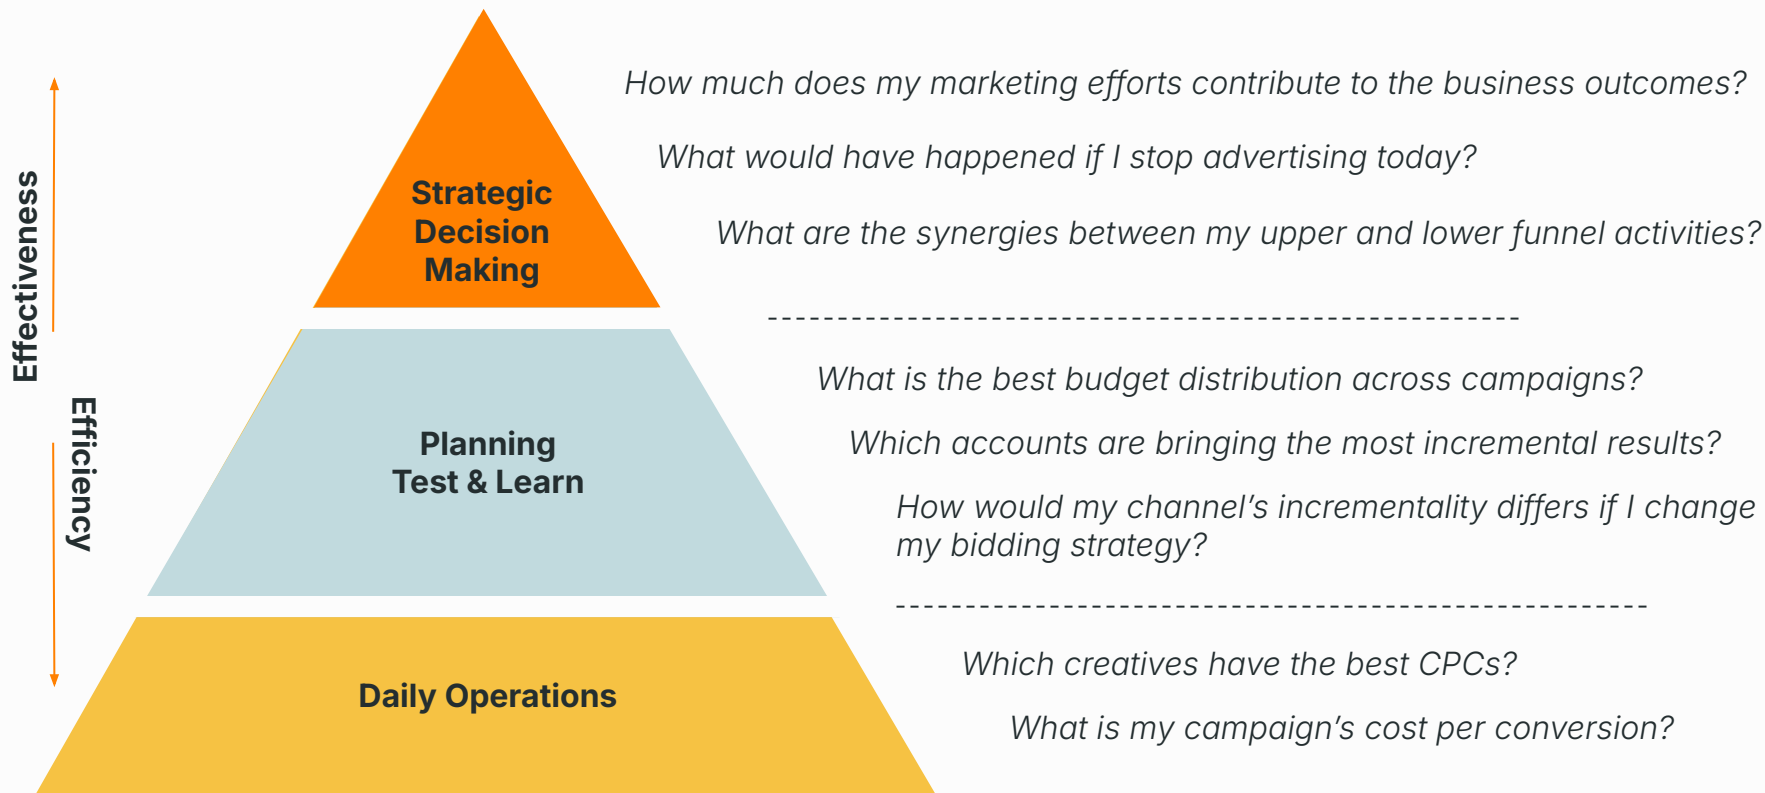 Effectiveness
Efficiency
Strategic
Decision
Making
How much does my marketing efforts contribute to the business outcomes?
What would have happened if I stop advertising today?
What are the synergies between my upper and lower funnel activities?
Planning
Test & Learn
What is the best budget distribution across campaigns?
Which accounts are bringing the most incremental results?
How would my channel’s incrementality differs if I change
my bidding strategy?
Daily Operations
Which creatives have the best CPCs?
What is my campaign’s cost per conversion?